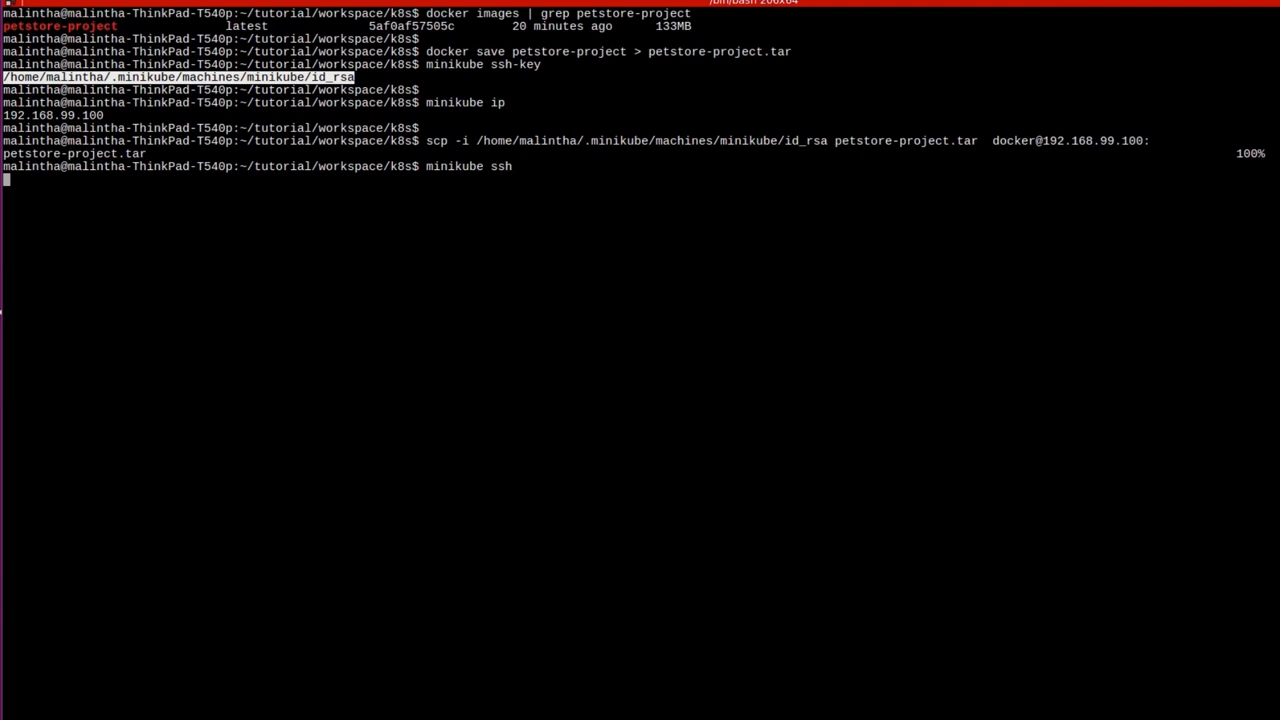 /bin/bash 206x64
malintha@malintha-ThinkPad-T540p:~/tutorial/workspace/k8s$ docker images | grep petstore-project
petstore-project               latest              5af0af57505c        20 minutes ago      133MB
malintha@malintha-ThinkPad-T540p:~/tutorial/workspace/k8s$
malintha@malintha-ThinkPad-T540p:~/tutorial/workspace/k8s$ docker save petstore-project > petstore-project.tar
malintha@malintha-ThinkPad-T540p:~/tutorial/workspace/k8s$ minikube ssh-key
/home/malintha/.minikube/machines/minikube/id_rsa
malintha@malintha-ThinkPad-T540p:~/tutorial/workspace/k8s$
malintha@malintha-ThinkPad-T540p:~/tutorial/workspace/k8s$ minikube ip
192.168.99.100
malintha@malintha-ThinkPad-T540p:~/tutorial/workspace/k8s$
malintha@malintha-ThinkPad-T540p:~/tutorial/workspace/k8s$ scp -i /home/malintha/.minikube/machines/minikube/id_rsa petstore-project.tar  docker@192.168.99.100:
petstore-project.tar 100%
malintha@malintha-ThinkPad-T540p:~/tutorial/workspace/k8s$ minikube ssh